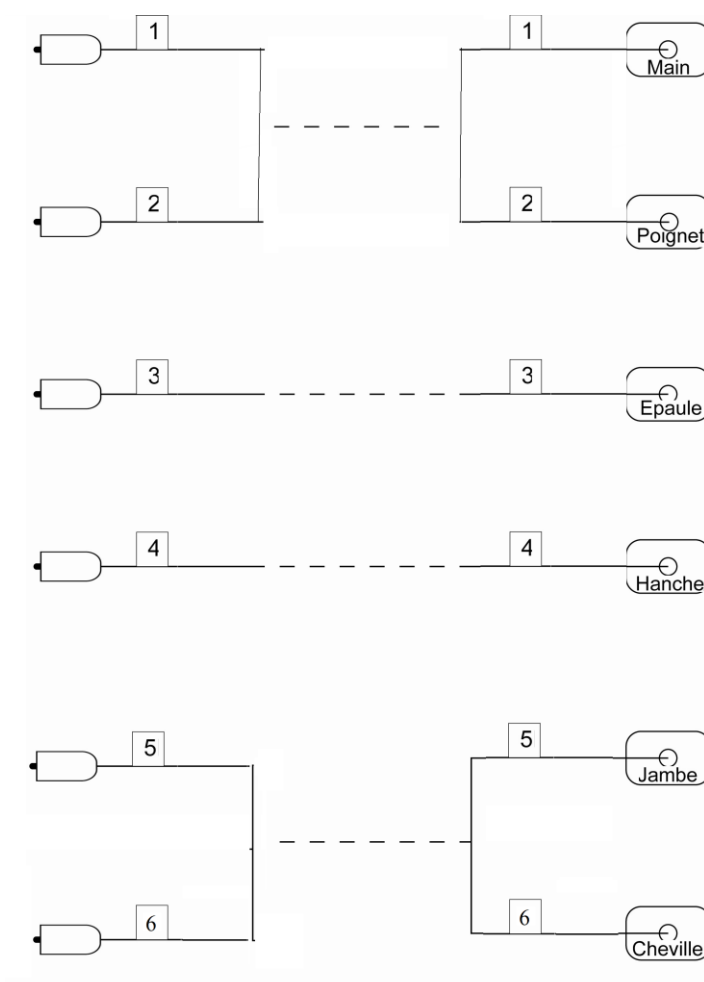 1 1 Main
2 2 Poignet
3 3 Epaule
4 4 Hanche
5 5 Jambe
6 6 Cheville